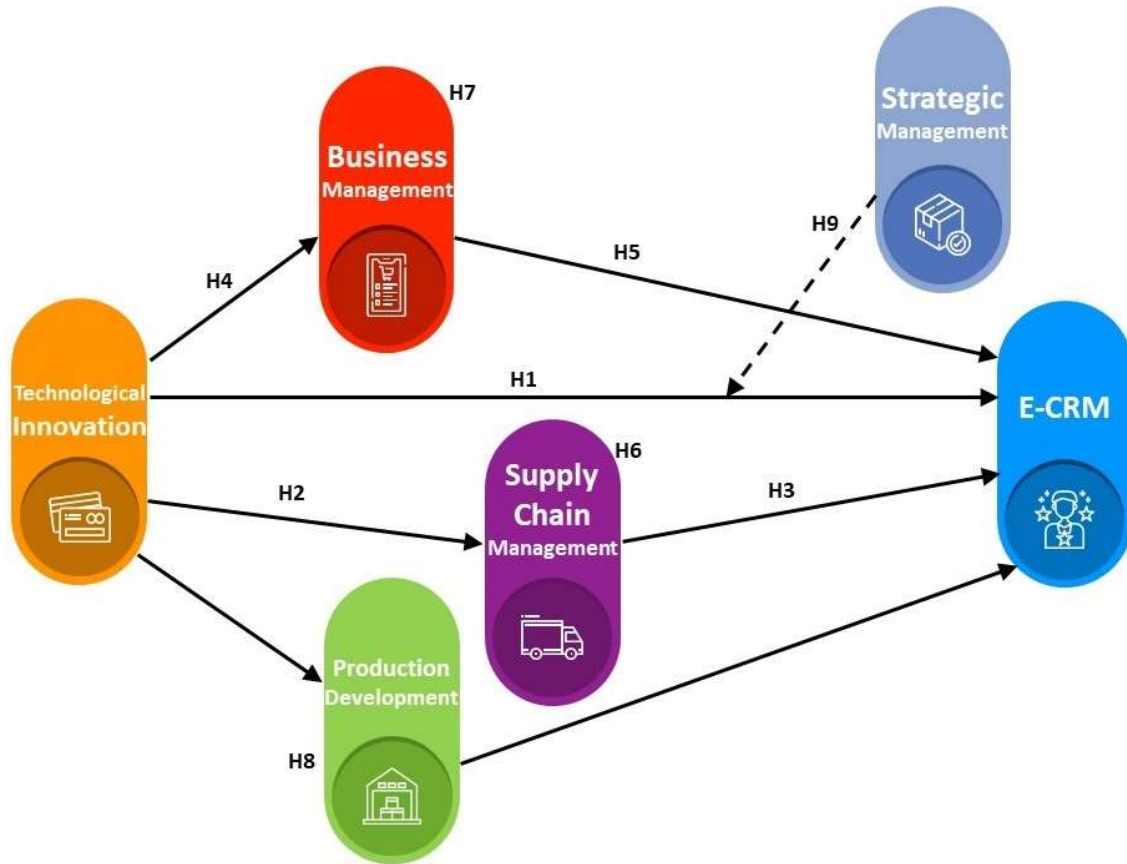 H7
Strategic
Management
Business
Management
H9
H5
H4
H1
Technological
Innovation
E-CRM
H6
Supply
Chain
Management
H2
H3
Production
Development
H8